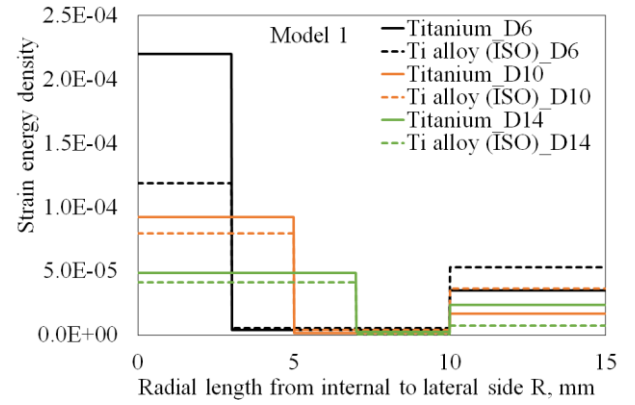 Model 1
Titanium_D6
Ti alloy (ISO)_D6
Titanium_D10
Ti alloy (ISO)_D10
Titanium_D14
Ti alloy (ISO)_D14
Strain energy density
2.5E-04
2.0E-04
1.5E-04
1.0E-04
5.0E-05
0.0E+00
0
5
10
15
Radial length from internal to lateral side R, mm